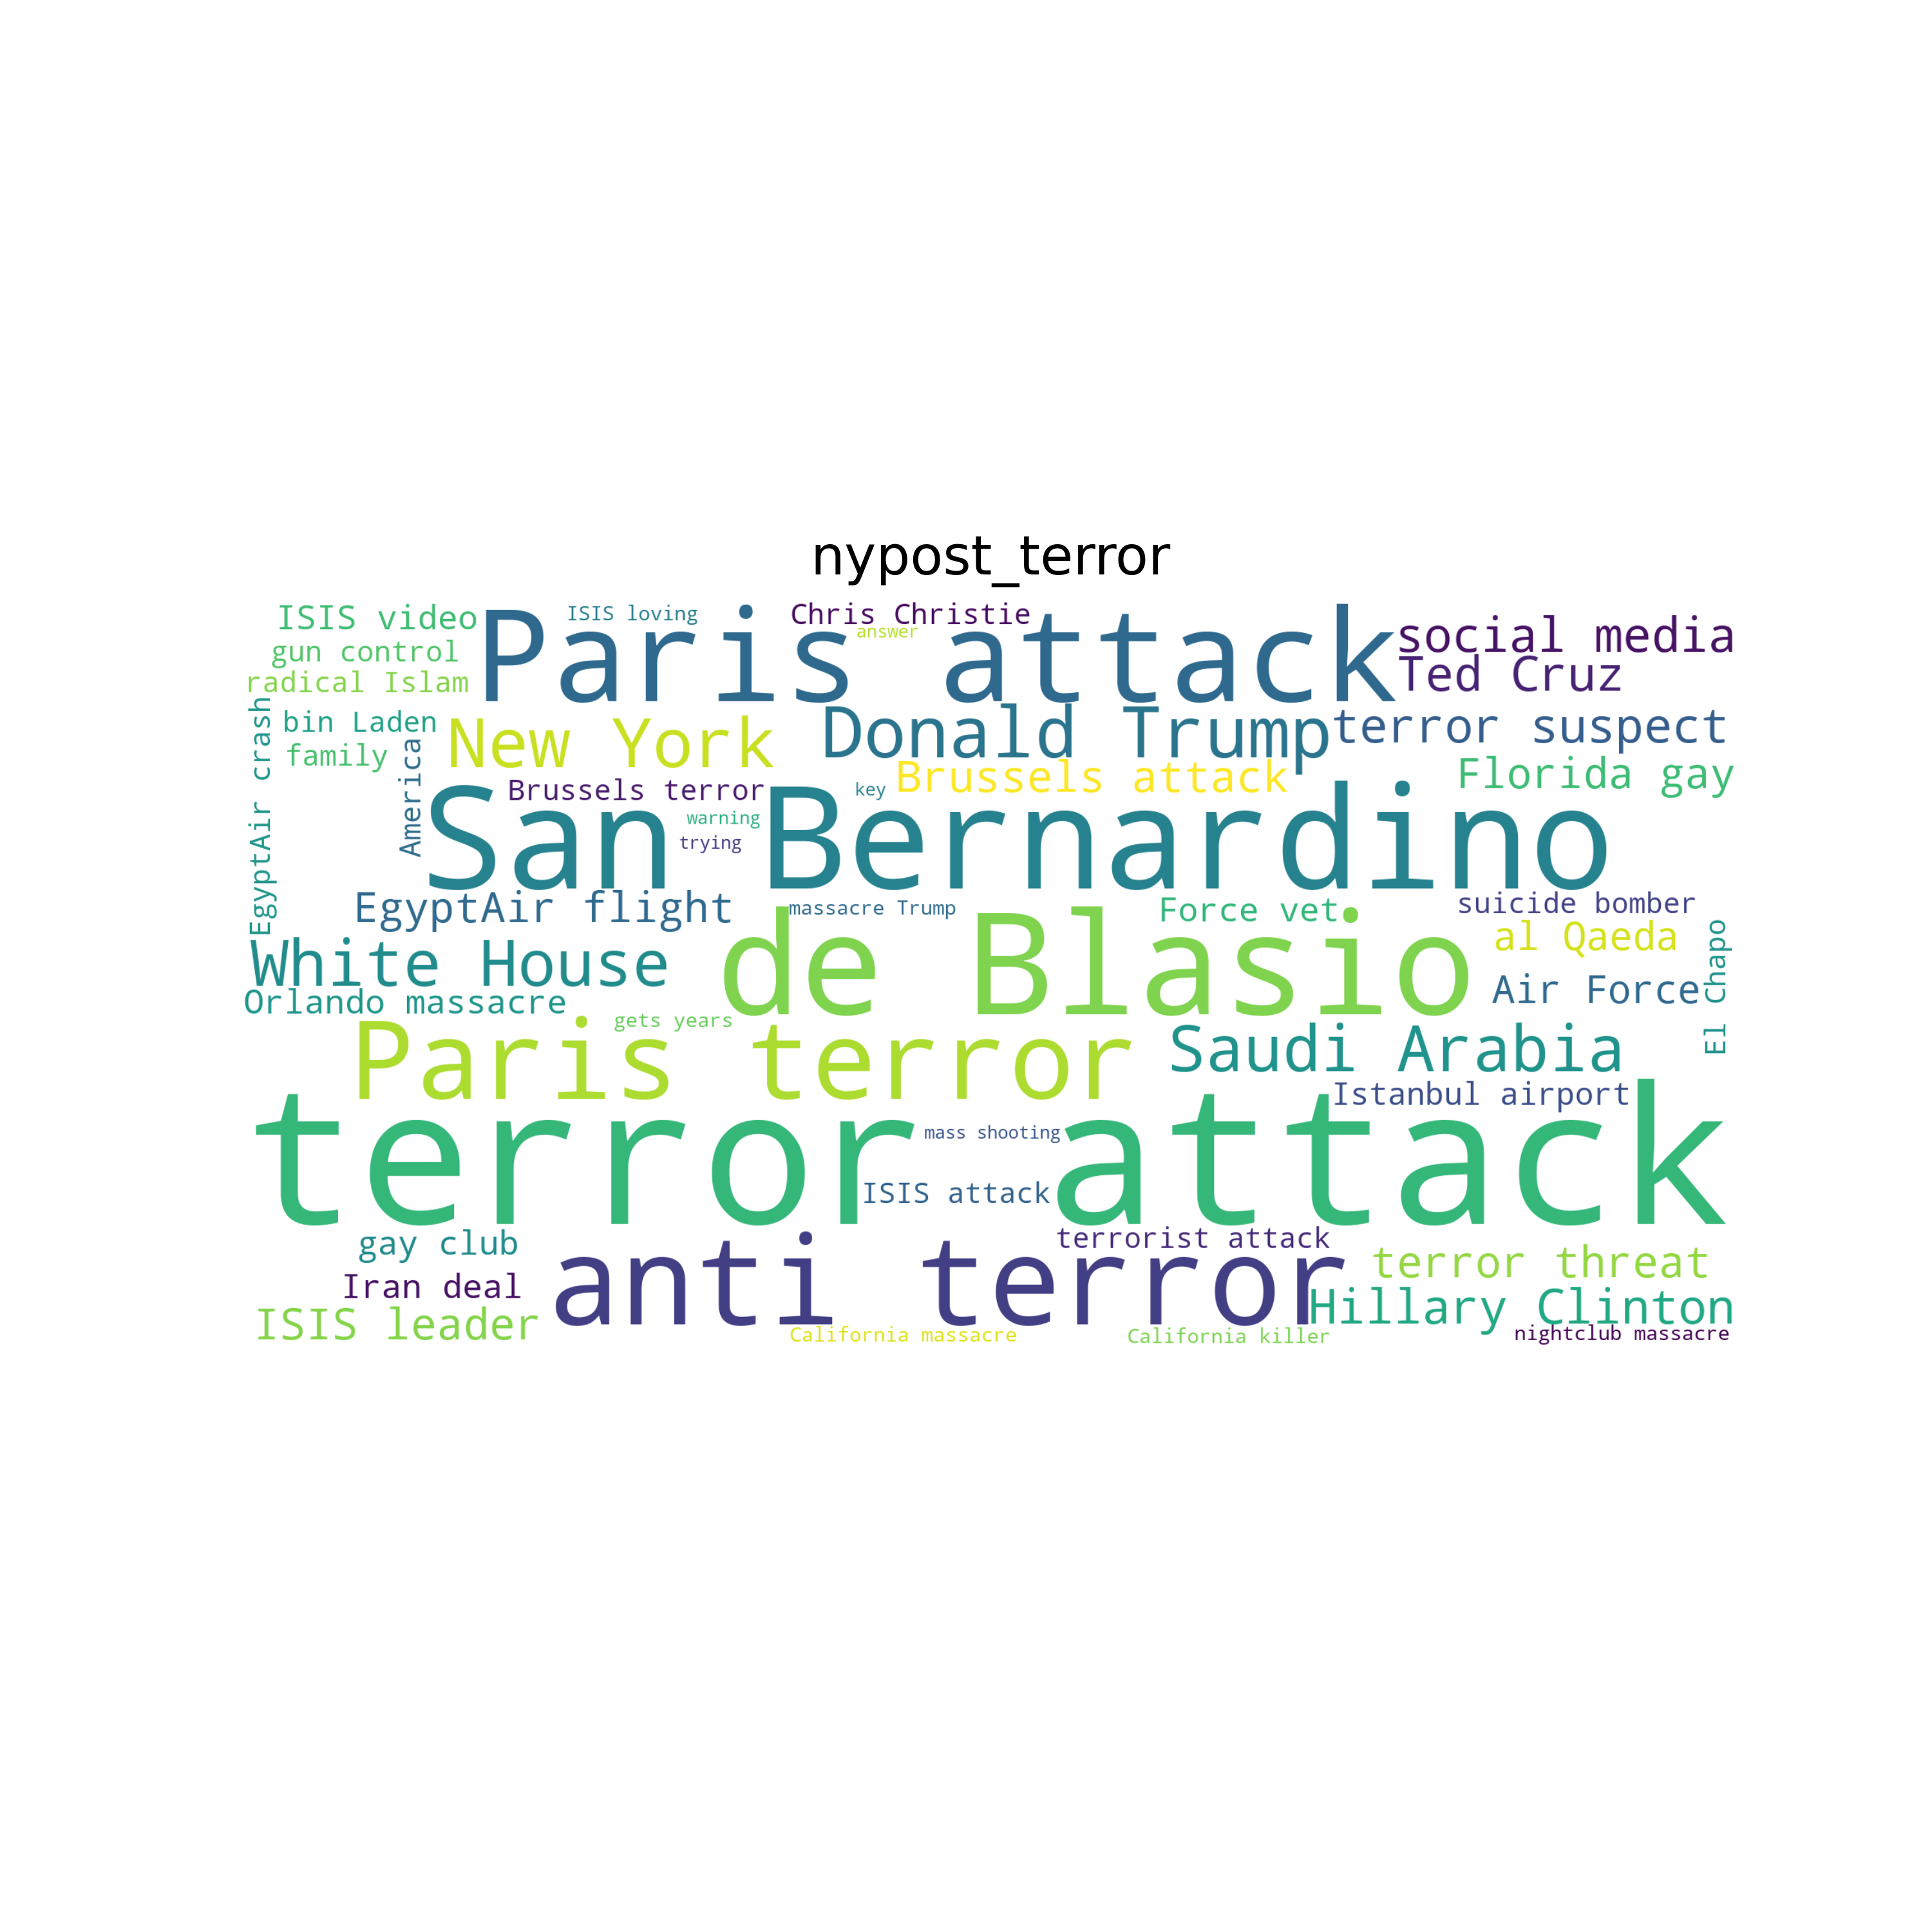 nypost_terror
ISIS video
ISIS loving
Chris Christie
answer
Paris attack
social media
gun control
radical Islam
Ted Cruz
EgyptAir crash
bin Laden
family
America
New York
Donald Trump
terror suspect
Brussels attack
Florida gay
Brussels terror
key
warning
trying
San Bernardino
EgyptAir flight
massacre Trump
Force vet
suicide bomber
al Qaeda
El Chapo
White House
de Blasio
Air Force
Orlando massacre
gets years
Paris terror
Saudi Arabia
Istanbul airport
terror attack
mass shooting
ISIS attack
gay club
terrorist attack
anti terror
terror threat
Iran deal
Hillary Clinton
ISIS leader
California massacre
California killer
nightclub massacre